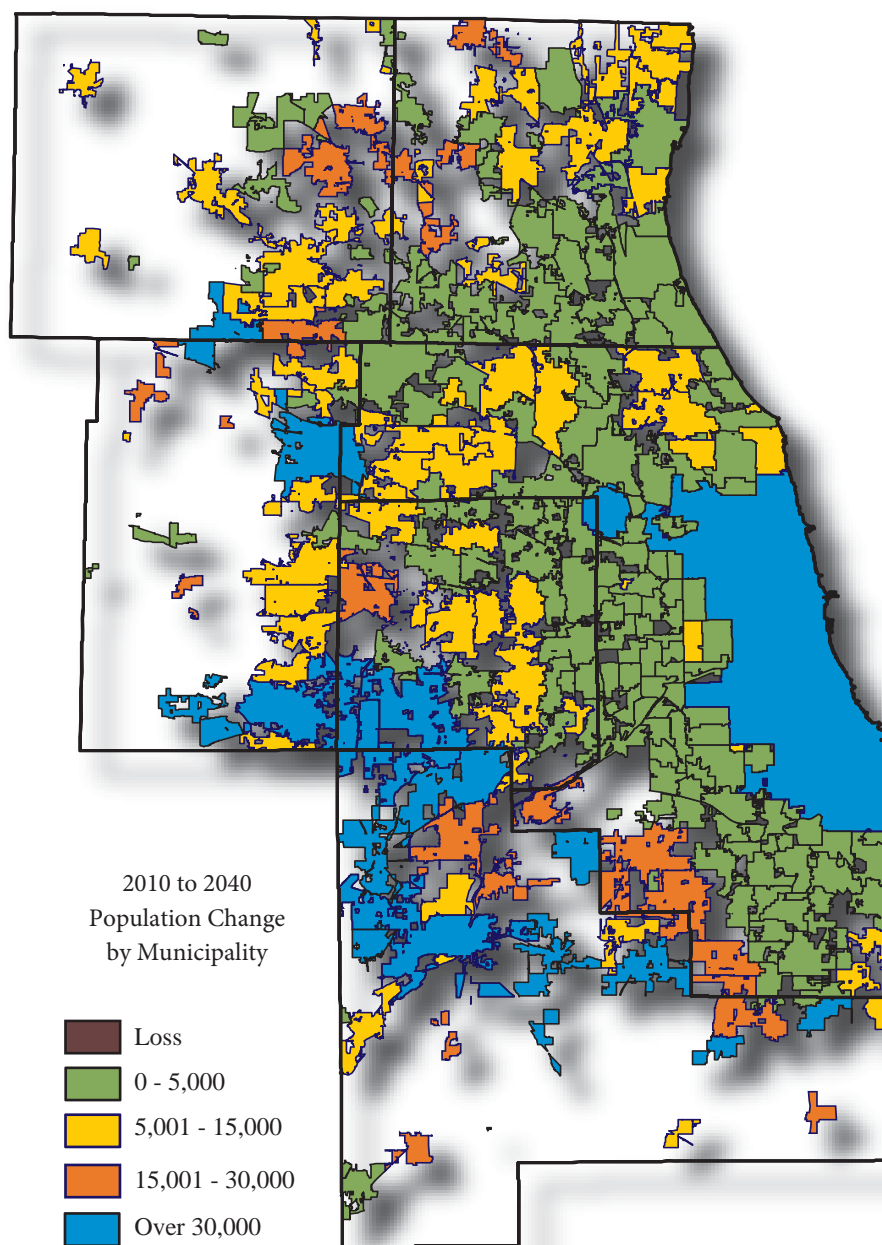 2010 to 2040
Population Change
by Municipality
Loss
0 - 5,000
5,001 - 15,000
15,001 - 30,000
Over 30,000